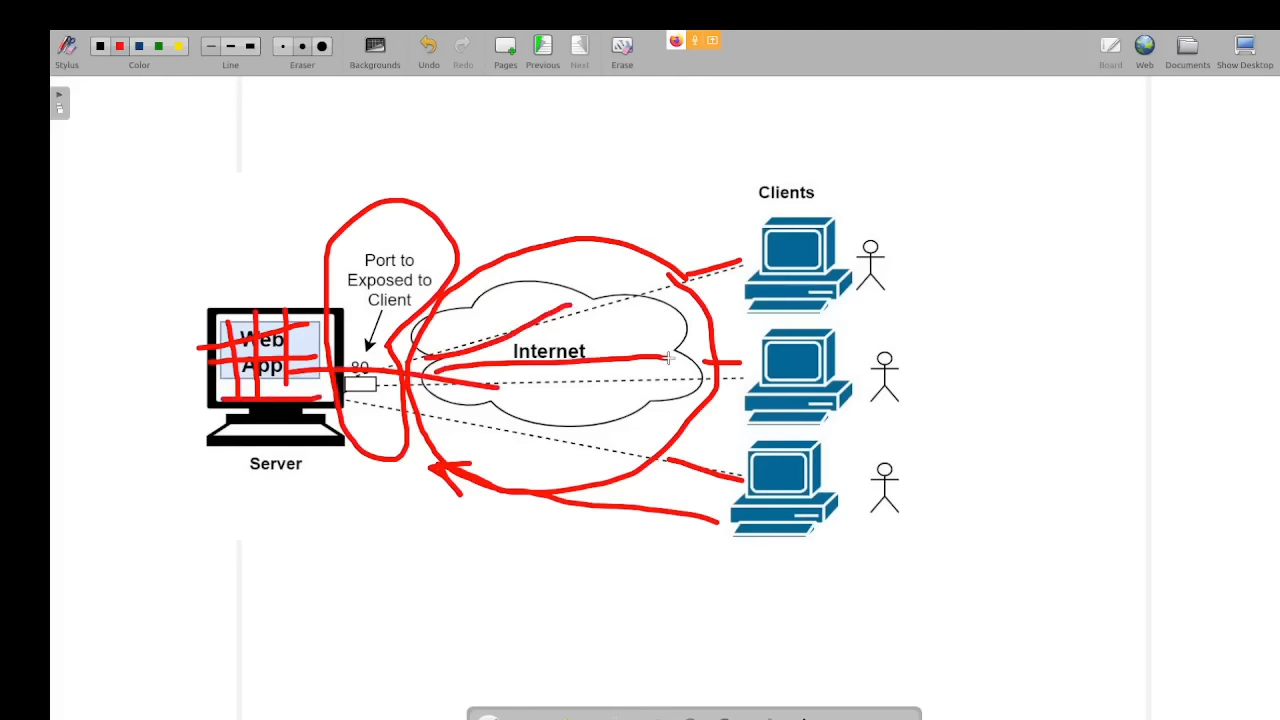 Stylus
Color
Line
Eraser
Backgrounds
Undo
Redo
Pages
Previous
Next
Erase
Board
Web
Documents
Show Desktop
Clients
Port to
Exposed to
Client
80
Web
App
Internet
Server